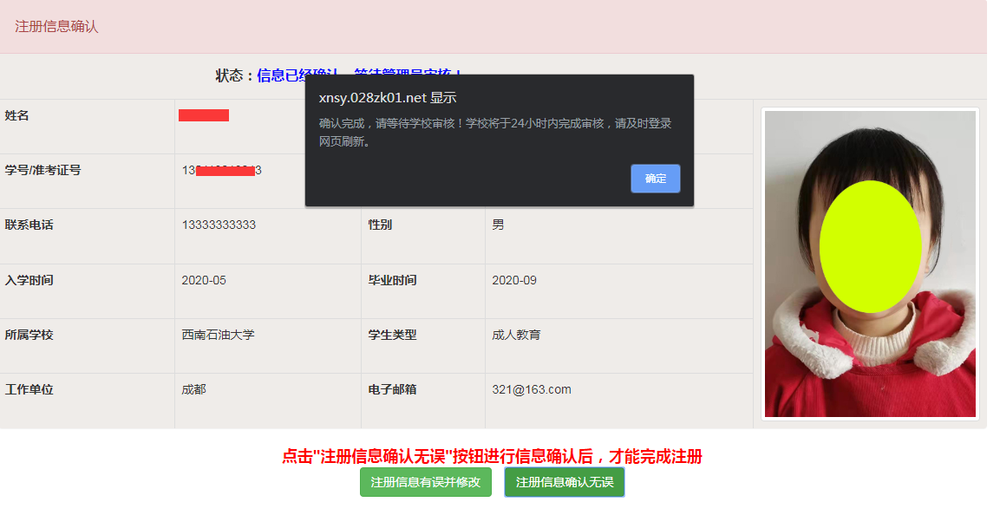 注册信息确认
状态：信息已经确认，等待管理员审核！
xnsy.028zk01.net 显示
确认完成，请等待学校审核！学校将于24小时内完成审核，请及时登录
网页刷新。
确定
姓名
学号/准考证号
联系电话 13333333333 性别 男
入学时间 2020-05 毕业时间 2020-09
所属学校 西南石油大学 学生类型 成人教育
工作单位 成都 电子邮箱 321@163.com
点击"注册信息确认无误"按钮进行信息确认后，才能完成注册
注册信息有误并修改 注册信息确认无误